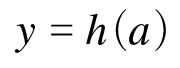 y = h(a)